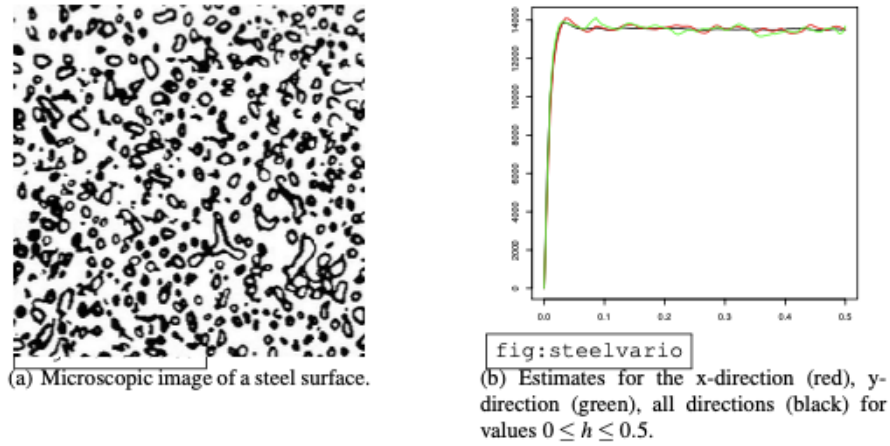 14000
12000
10000
8000
6000
4000
2000
0
0.0 0.1 0.2 0.3 0.4 0.5
fig:steelvario
(a) Microscopic image of a steel surface.
(b) Estimates for the x-direction (red), y-
direction (green), all directions (black) for
values 0 ≤ h ≤ 0.5.